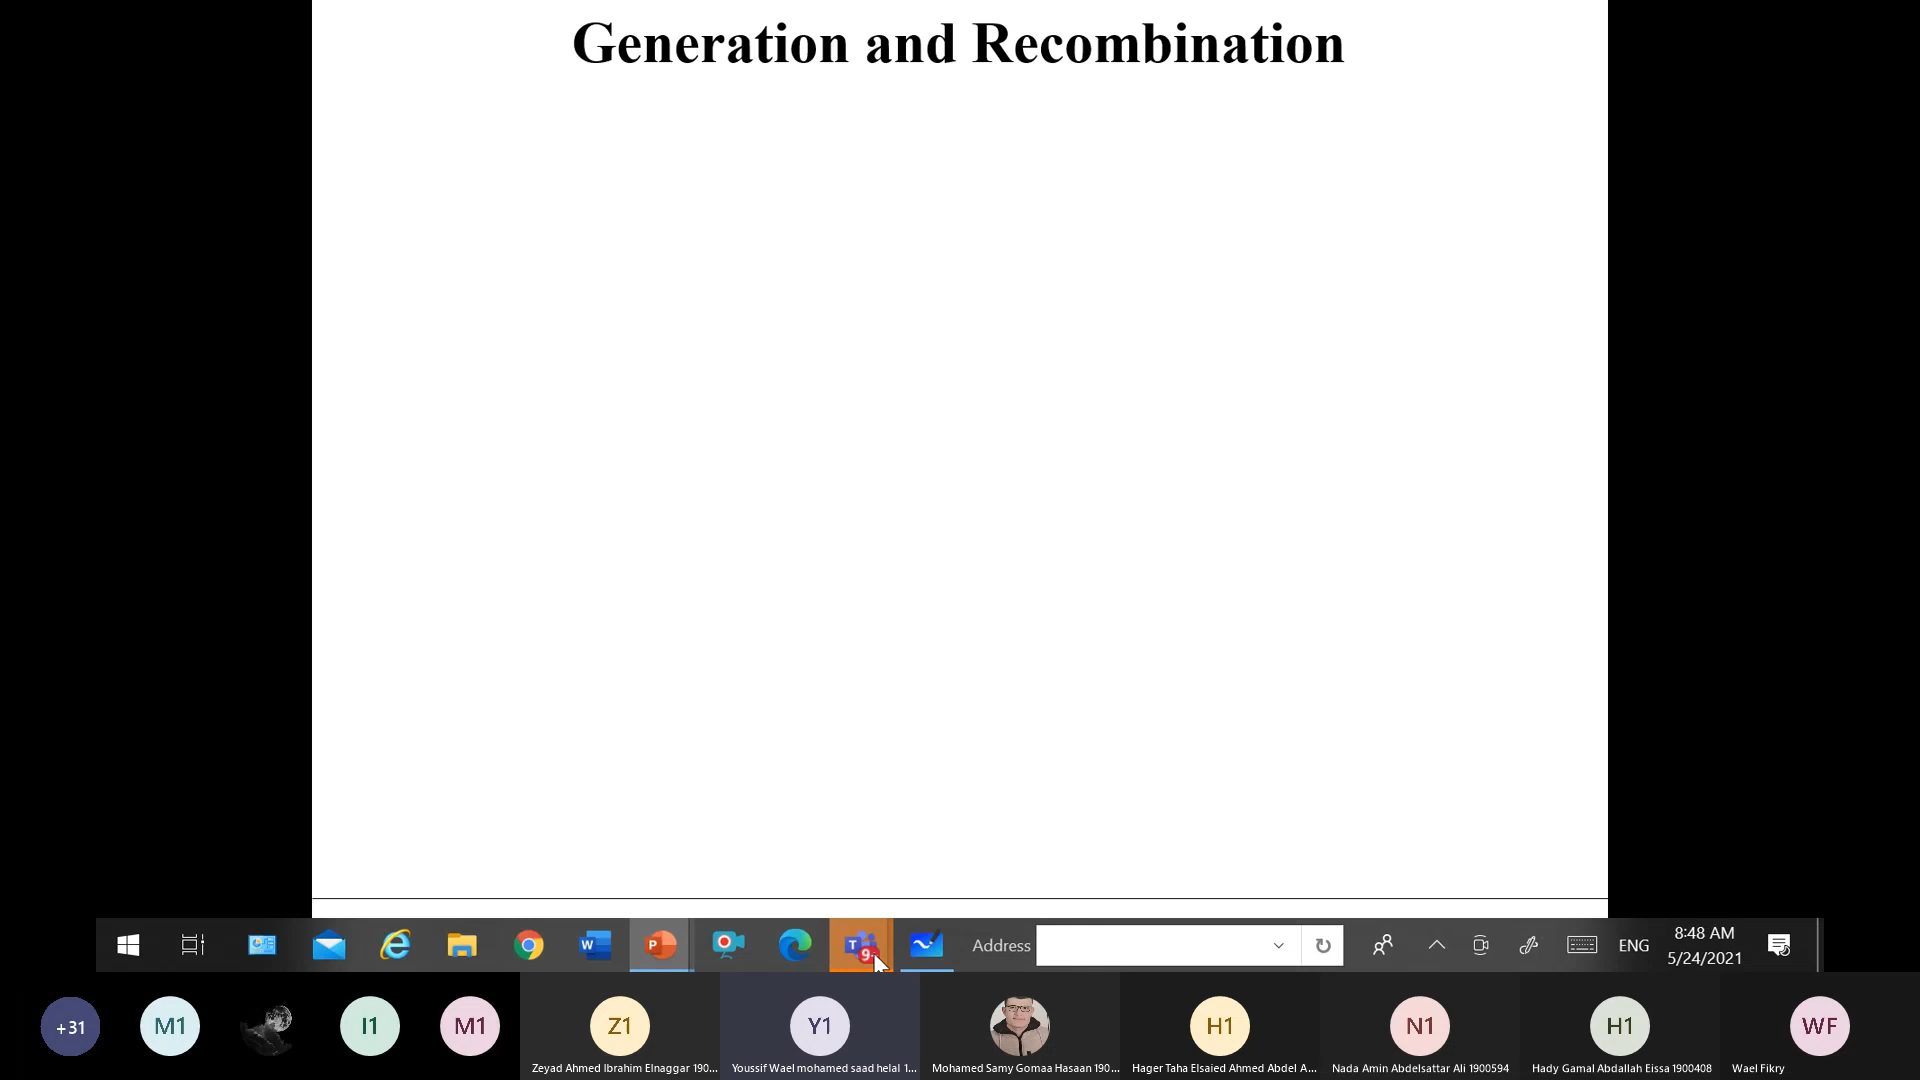 Generation and Recombination
Address
ENG
8:48 AM
5/24/2021
+31
M1
I1
M1
Z1
Y1
H1
N1
H1
WF
Zeyad Ahmed Ibrahim Elnaggar 190...
Youssif Wael mohamed saad helal 1...
Mohamed Samy Gomaa Hasaan 190...
Hager Taha Elsaied Ahmed Abdel A...
Nada Amin Abdelsattar Ali 1900594
Hady Gamal Abdallah Eissa 1900408
Wael Fikry